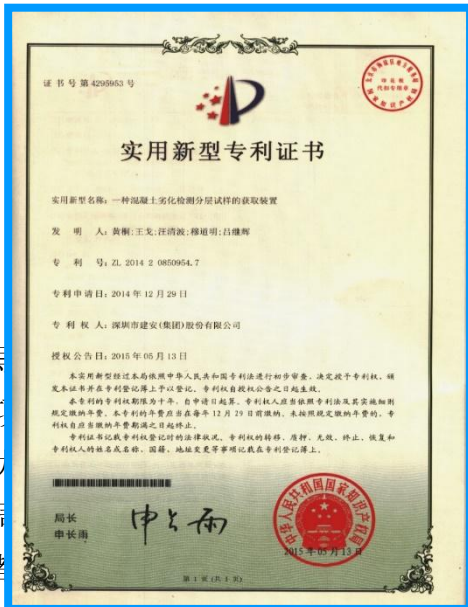 证书号第4295953号
实用新型专利证书
实用新型名称：一种混凝土劣化检测分层试样的获取装置
发 明 人：黄桐;王戈;汪清波;穆道明;吕继辉
专 利 号：ZL 2014 2 0850954.7
专利申请日：2014年12月29日
专 利 权 人：深圳市建安(集团)股份有限公司
授权公告日：2015年05月13日
本实用新型经过本局依照中华人民共和国专利法进行初步审查，决定授予专利权，颁
发本证书并在专利登记簿上予以登记。专利权自授权公告之日起生效。
本专利的专利权期限为十年，自申请日起算。专利权人应当依照专利法及其实施细则
规定缴纳年费。本专利的年费应当在每年12月29日前缴纳。未按照规定缴纳年费的，专
利权自应当缴纳年费期满之日起终止。
专利证书记载专利权登记时的法律状况。专利权的转移、质押、无效、终止、恢复和
专利权人的姓名或名称、国籍、地址变更等事项记载在专利登记簿上。
局长
申长雨
申长雨
中华人民共和国国家知识产权局
2015年05月13日
第1页(共1页)